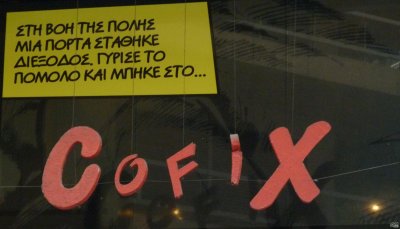 ΣΤΗ ΒΟΗ ΤΗΣ ΠΟΛΗΣ
ΜΙΑ ΠΟΡΤΑ ΣΤΑΘΗΚΕ
ΔΙΕΞΟΔΟΣ, ΓΥΡΙΣΕ ΤΟ
ΠΟΜΟΛΟ ΚΑΙ ΜΠΗΚΕ ΣΤΟ...
COFIX